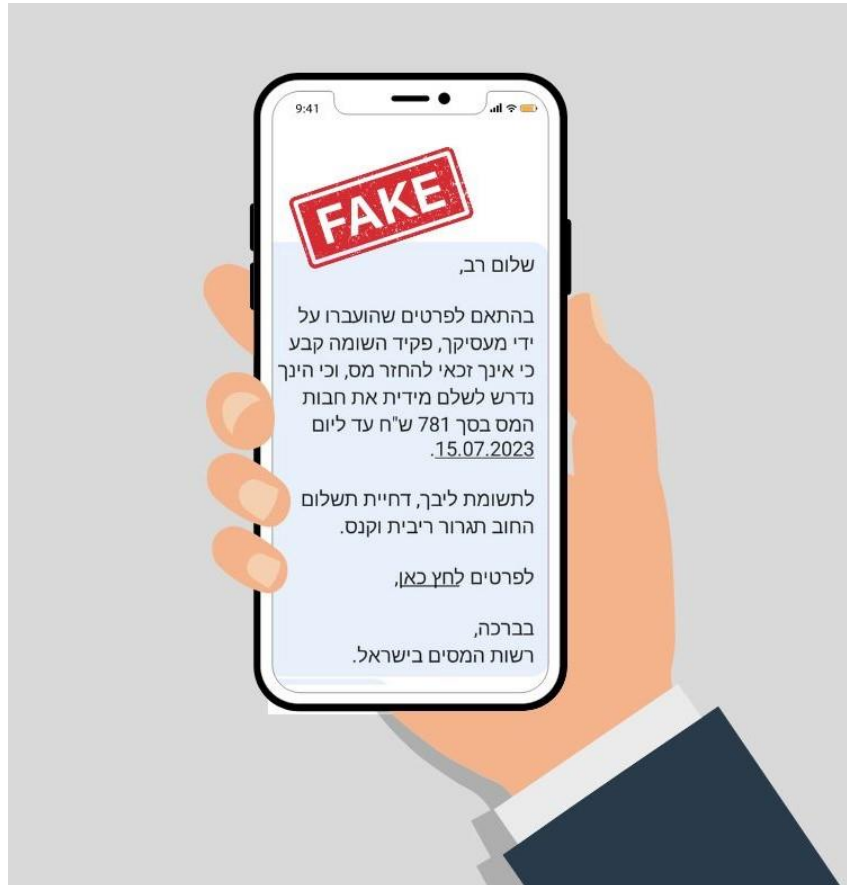 9:41
FAKE
שלום רב,
בהתאם לפרטים שהועברו על
ידי מעסיקך, פקיד השומה קבע
כי אינך זכאי להחזר מס, וכי הינך
נדרש לשלם מידית את חבות
המס בסך 781 ש"ח עד ליום
15.07.2023.
לתשומת ליבך, דחיית תשלום
החוב תגרור ריבית וקנס.
לפרטים לחץ כאן,
בברכה,
רשות המסים בישראל.